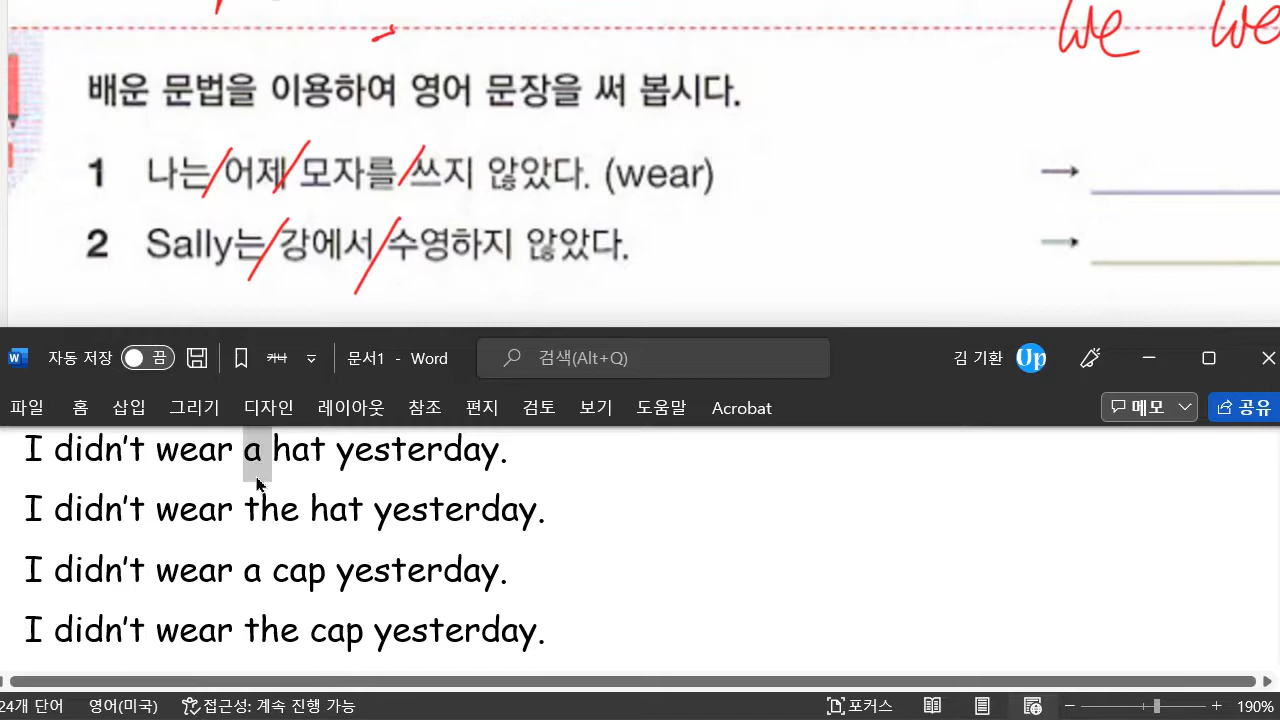 we we
배운 문법을 이용하여 영어 문장을 써 봅시다.
1 나는/어제/모자를/쓰지 않았다. (wear) →
2 Sally는/강에서/수영하지 않았다. →
자동 저장 끔 가나 문서1 - Word 검색(Alt+Q) 김 기환 Up
파일 홈 삽입 그리기 디자인 레이아웃 참조 편지 검토 보기 도움말 Acrobat 메모 공유
I didn't wear a hat yesterday.
I didn't wear the hat yesterday.
I didn't wear a cap yesterday.
I didn't wear the cap yesterday.
24개 단어 영어(미국) 접근성: 계속 진행 가능 포커스 190%